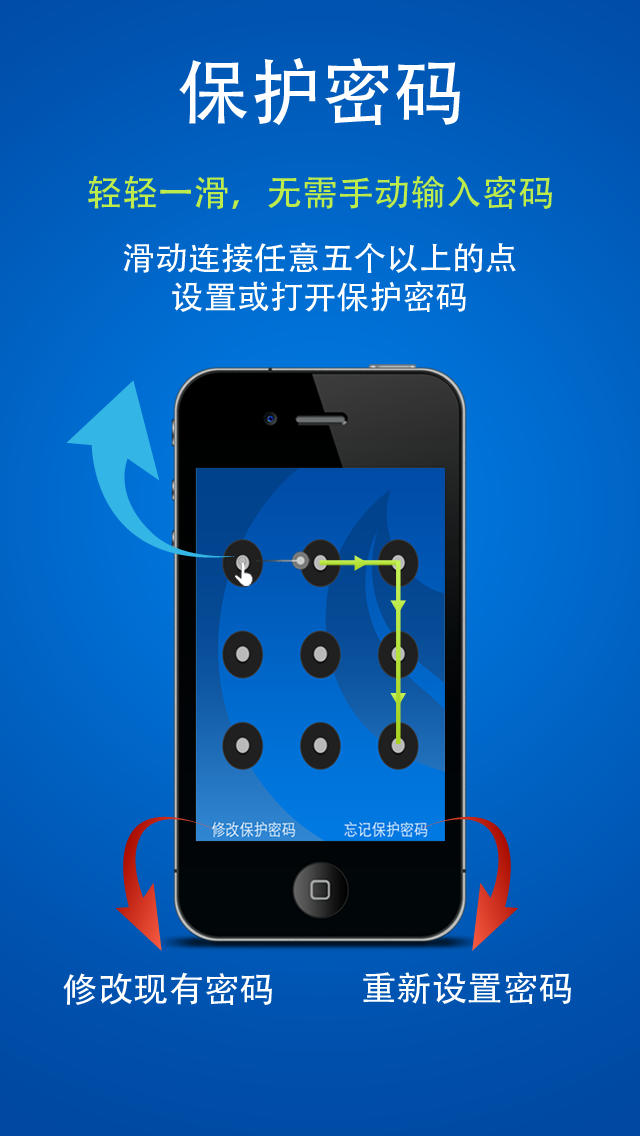 保护密码
轻轻一滑，无需手动输入密码
滑动连接任意五个以上的点
设置或打开保护密码
修改保护密码
忘记保护密码
修改现有密码
重新设置密码